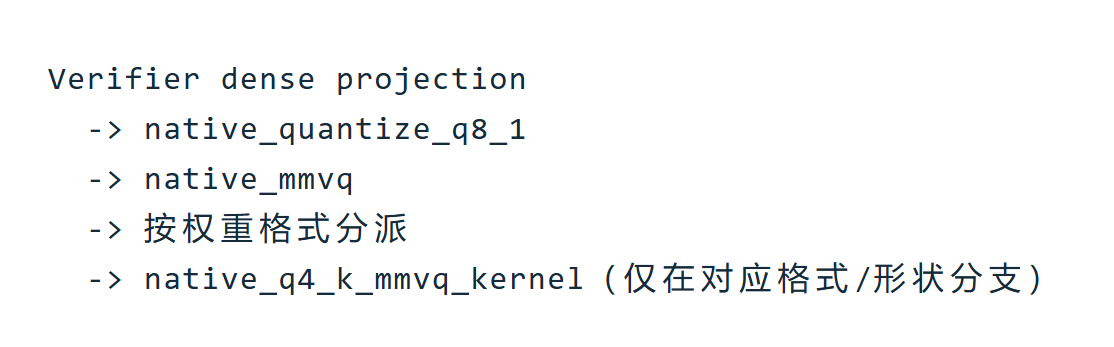 Verifier dense projection
-> native_quantize_q8_1
-> native_mmvq
-> 按权重格式分派
-> native_q4_k_mmvq_kernel（仅在对应格式/形状分支）